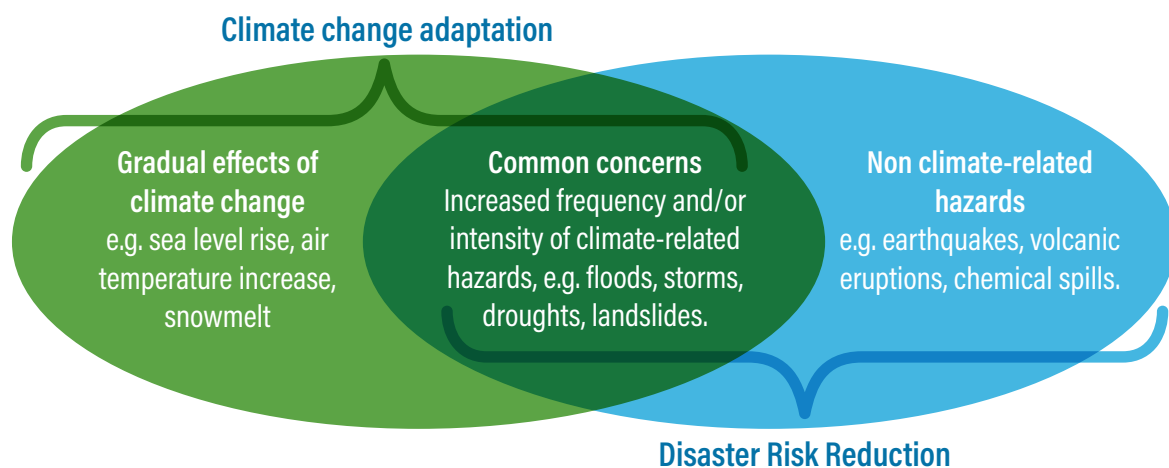 Climate change adaptation
Gradual effects of
climate change
e.g. sea level rise, air
temperature increase,
snowmelt
Common concerns
Increased frequency and/or
intensity of climate-related
hazards, e.g. floods, storms,
droughts, landslides.
Non climate-related
hazards
e.g. earthquakes, volcanic
eruptions, chemical spills.
Disaster Risk Reduction